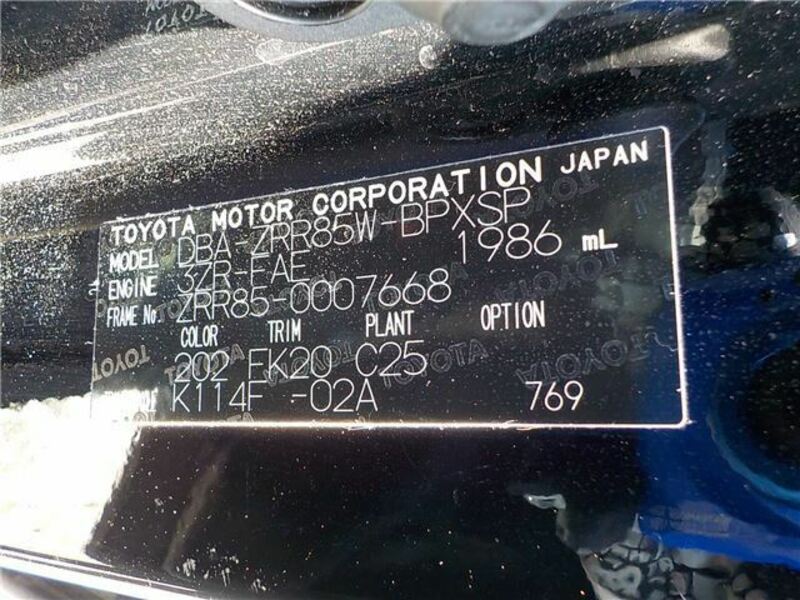 TOYOTA MOTOR CORPORATION JAPAN
MODEL DBA-ZRR85W-BPXSP
ENGINE 3ZR-FAE 1986 mL
FRAME No. ZRR85-0007668
COLOR TRIM PLANT OPTION
202 FK20 C25
K114F -02A 769